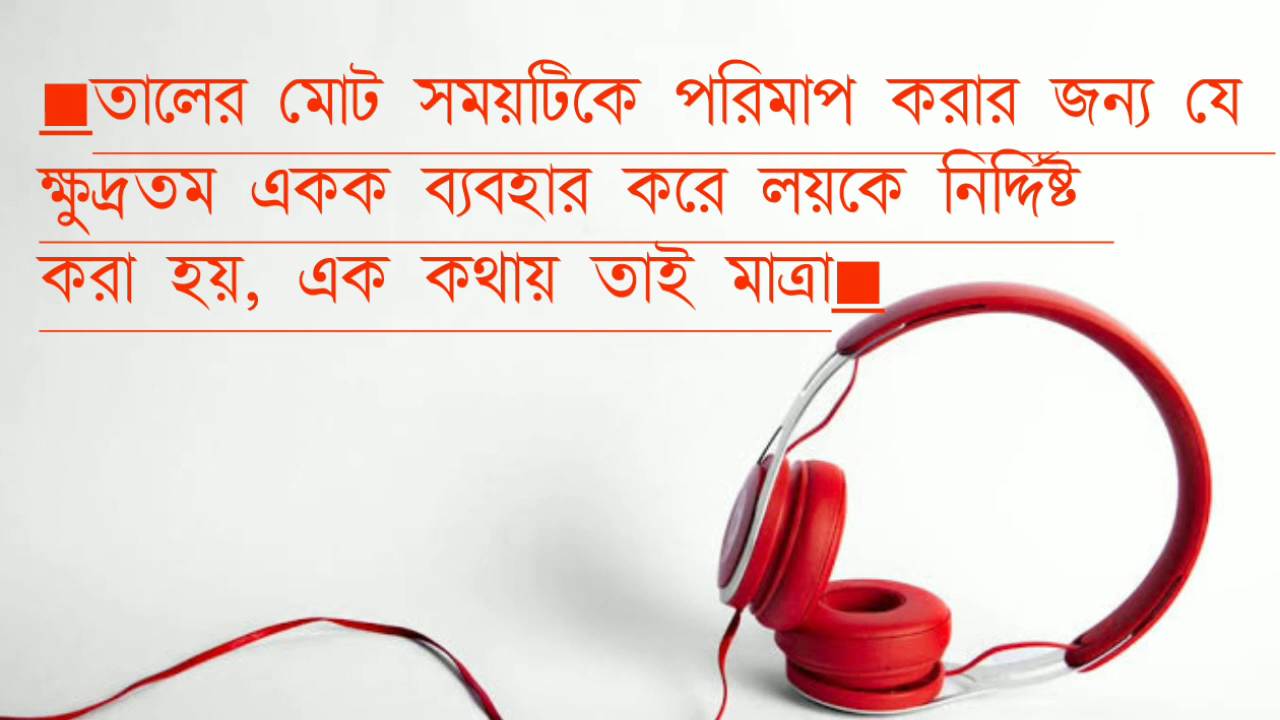 ■তালের মোট সময়টিকে পরিমাপ করার জন্য যে
ক্ষুদ্রতম একক ব্যবহার করে লয়কে নির্দ্দিষ্ট
করা হয়, এক কথায় তাই মাত্রা■